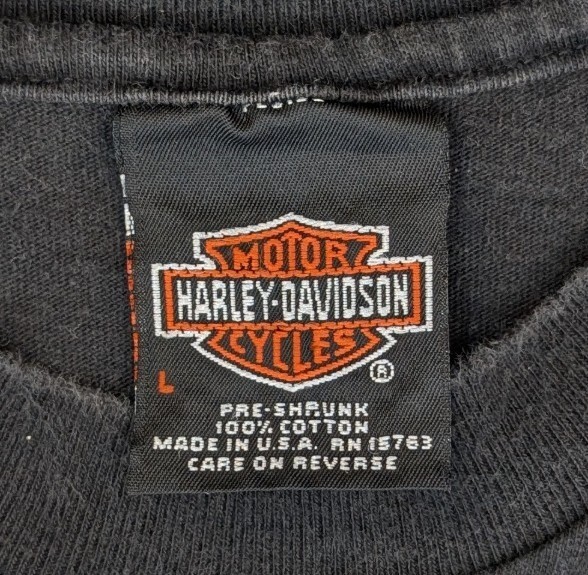 MOTOR
HARLEY-DAVIDSON
CYCLES
L ®
PRE-SHRUNK
100% COTTON
MADE IN U.S.A. RN 15763
CARE ON REVERSE